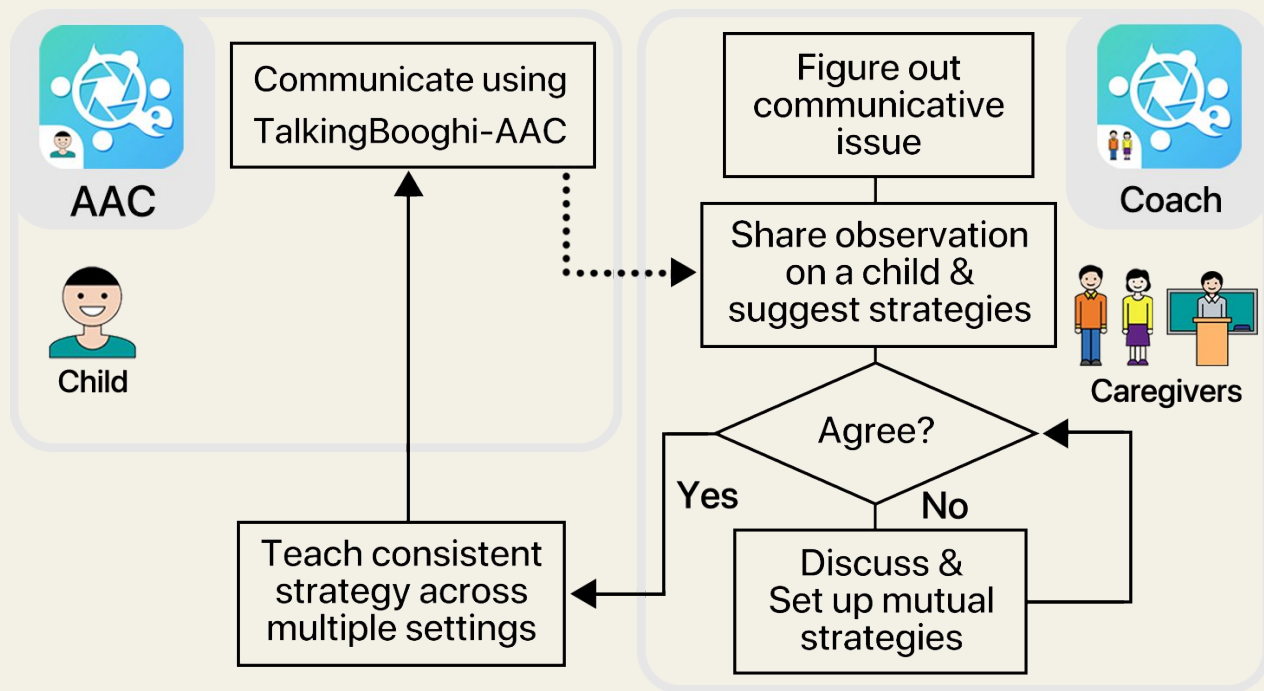 AAC
Child
Communicate using
TalkingBooghi-AAC
Figure out
communicative
issue
Coach
Share observation
on a child &
suggest strategies
Caregivers
Agree?
Yes
No
Teach consistent
strategy across
multiple settings
Discuss &
Set up mutual
strategies